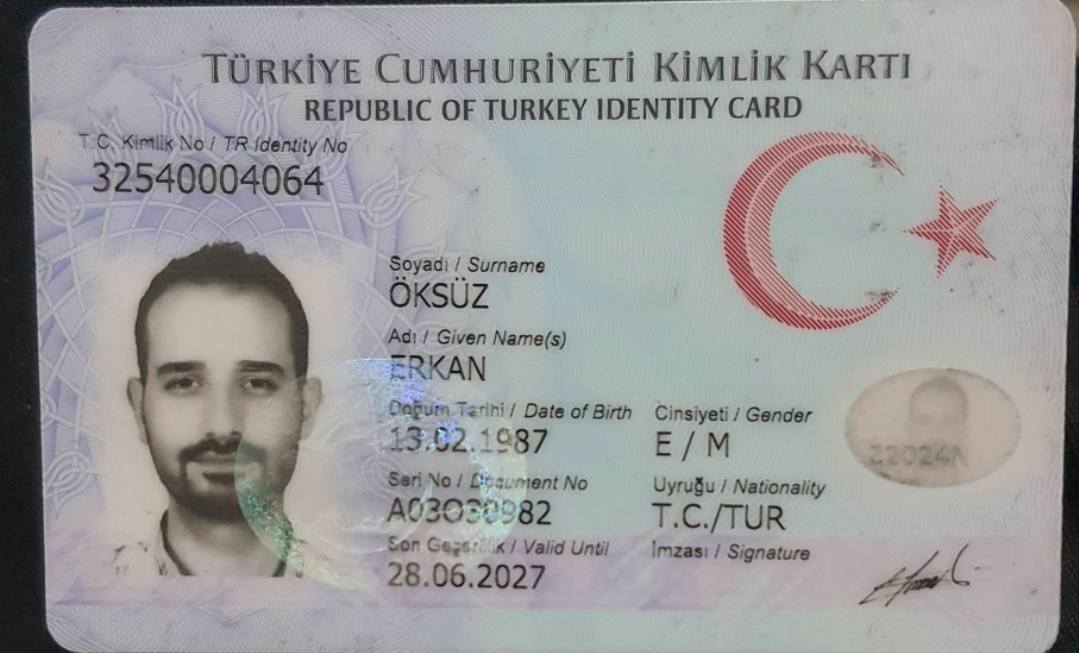 TÜRKİYE CUMHURİYETİ KİMLİK KARTI
REPUBLIC OF TURKEY IDENTITY CARD
T.C. Kimlik No / TR Identity No
32540004064
Soyadı / Surname
ÖKSÜZ
Adı / Given Name(s)
ERKAN
Doğum Tarihi / Date of Birth Cinsiyeti / Gender
13.02.1987 E / M
Seri No / Document No Uyruğu / Nationality
T.C./TUR
Son Geçerlilik / Valid Until İmzası / Signature
28.06.2027